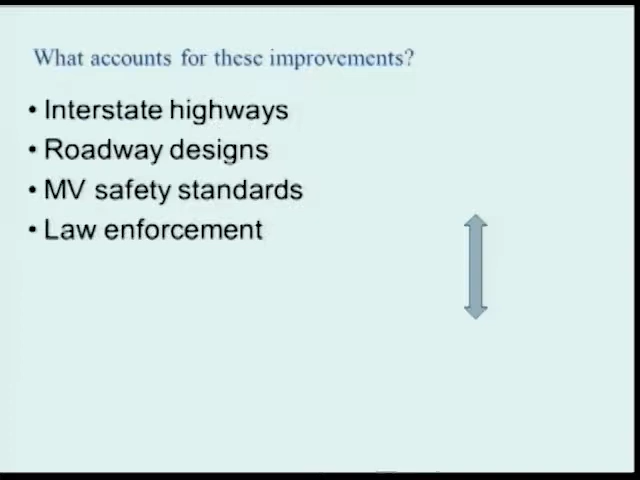 What accounts for these improvements?
• Interstate highways
• Roadway designs
• MV safety standards
• Law enforcement